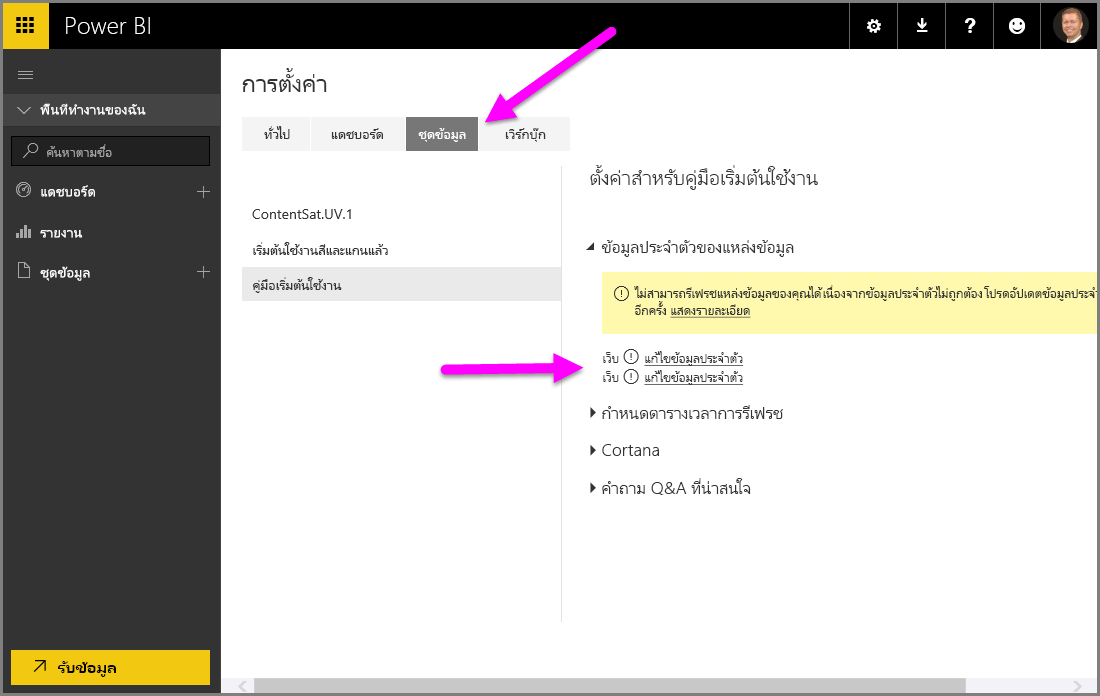 Power BI
?
พื้นที่ทำงานของฉัน
ค้นหาตามชื่อ
แดชบอร์ด
รายงาน
ชุดข้อมูล
รับข้อมูล
การตั้งค่า
ทั่วไป แดชบอร์ด ชุดข้อมูล เวิร์กบุ๊ก
ContentSat.UV.1
เริ่มต้นใช้งานสีและแกนแล้ว
คู่มือเริ่มต้นใช้งาน
ตั้งค่าสำหรับคู่มือเริ่มต้นใช้งาน
ข้อมูลประจำตัวของแหล่งข้อมูล
ไม่สามารถรีเฟรชแหล่งข้อมูลของคุณได้เนื่องจากข้อมูลประจำตัวไม่ถูกต้อง โปรดอัปเดตข้อมูลประจำ
อีกครั้ง แสดงรายละเอียด
เว็บ แก้ไขข้อมูลประจำตัว
เว็บ แก้ไขข้อมูลประจำตัว
กำหนดตารางเวลาการรีเฟรช
Cortana
คำถาม Q&A ที่น่าสนใจ